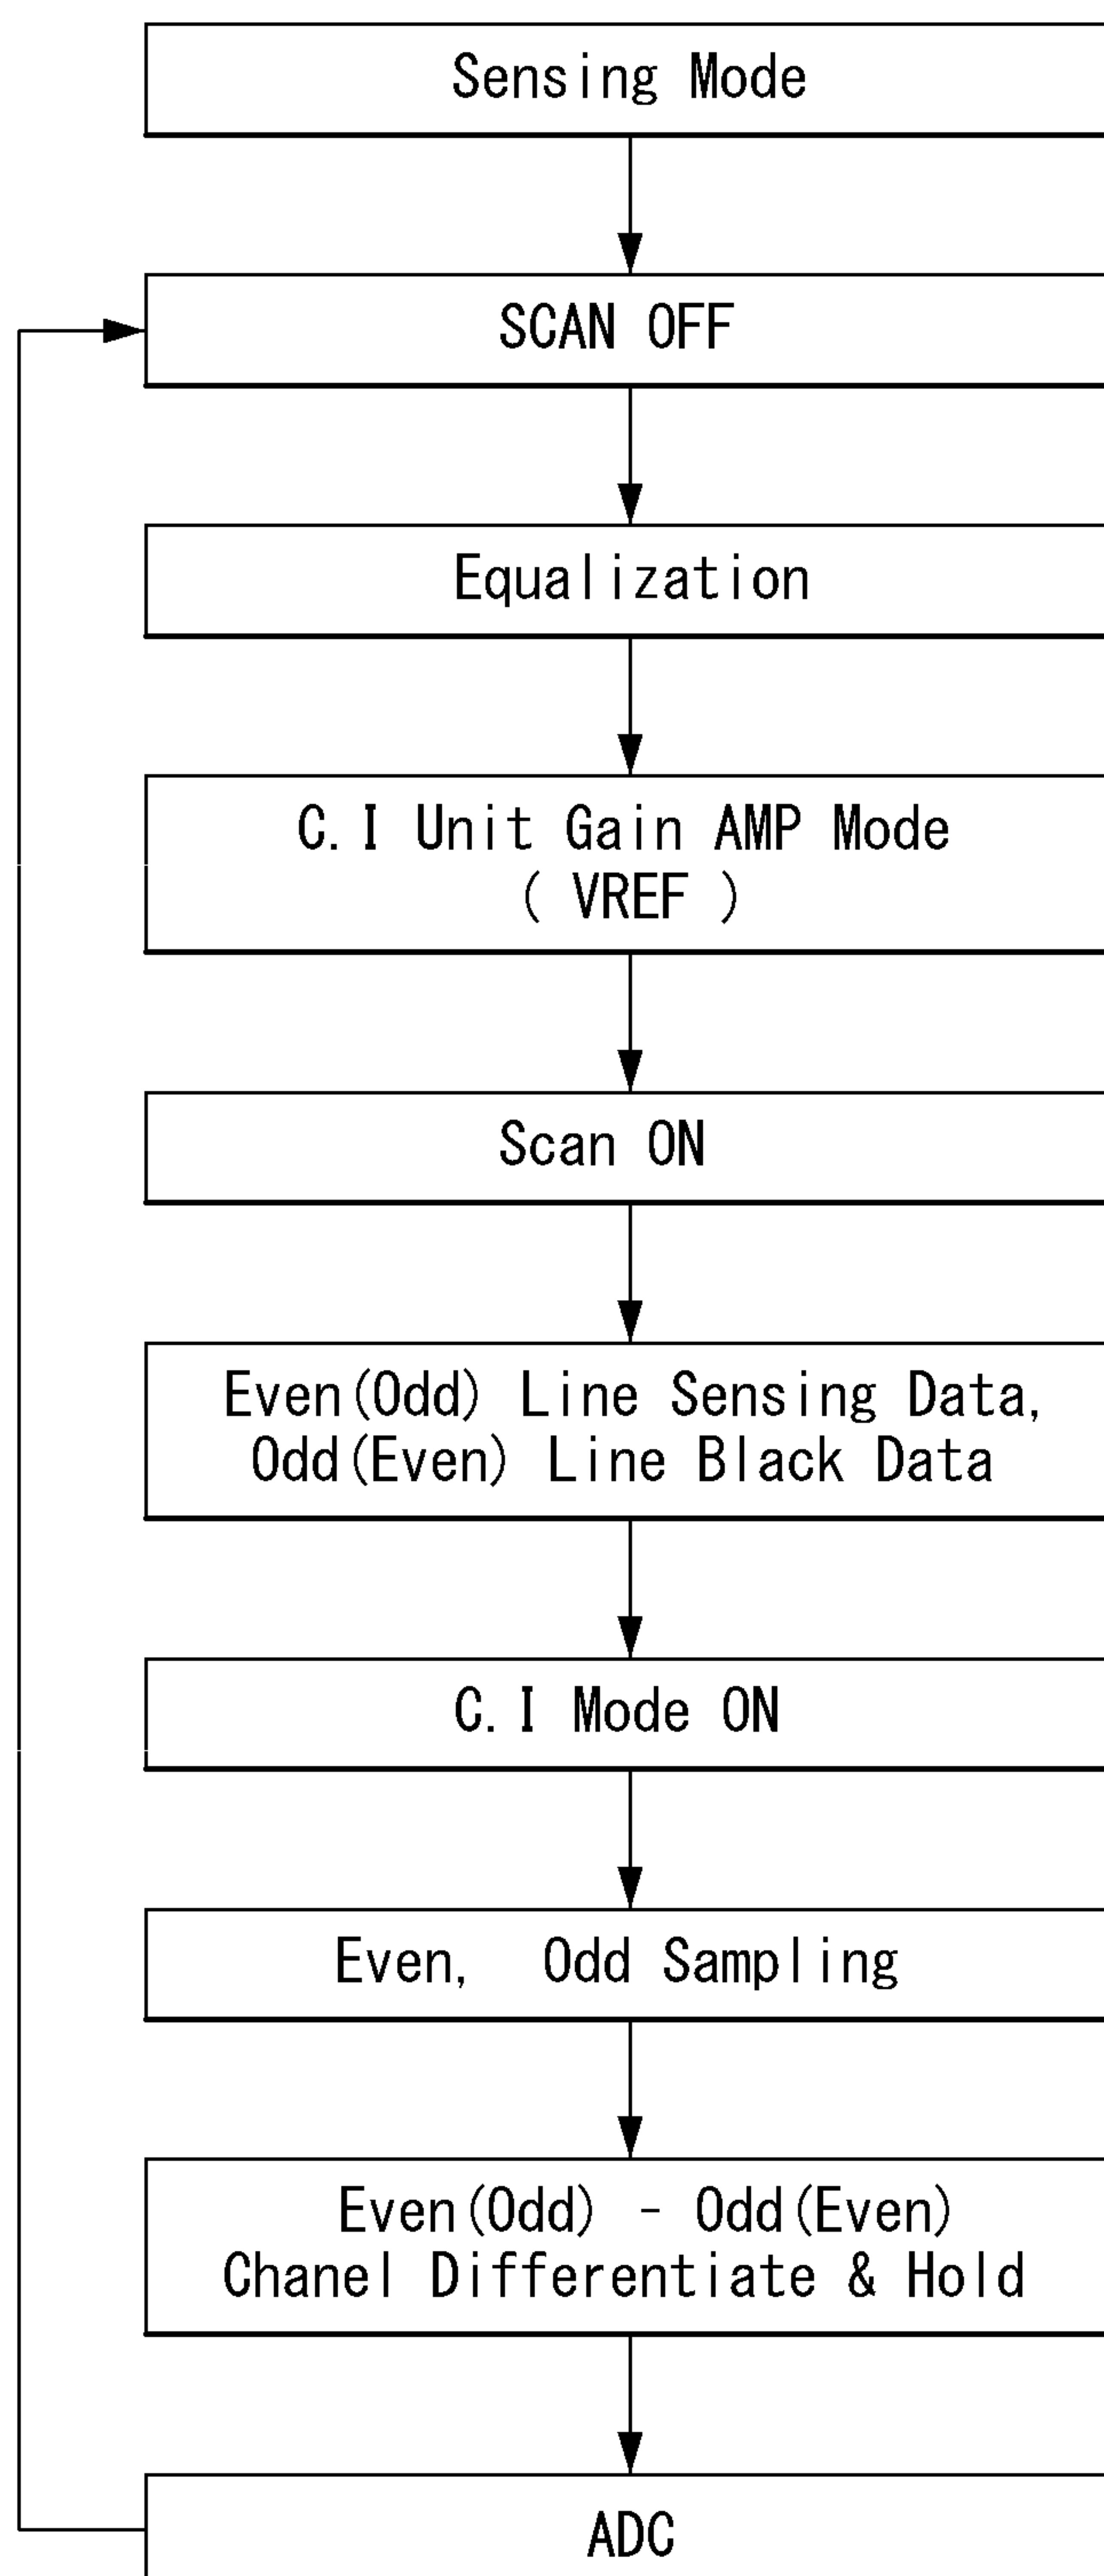 Sensing Mode
SCAN OFF
Equalization
C.I Unit Gain AMP Mode
( VREF )
Scan ON
Even(Odd) Line Sensing Data,
Odd(Even) Line Black Data
C.I Mode ON
Even, Odd Sampling
Even(Odd) - Odd(Even)
Chanel Differentiate & Hold
ADC